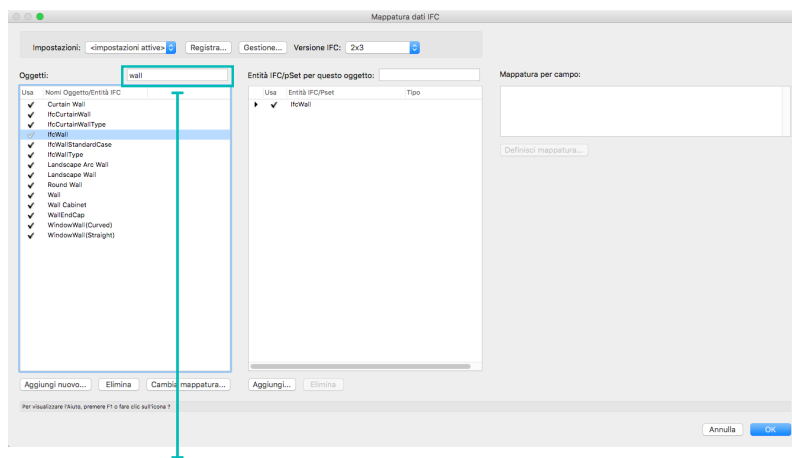 Mappatura dati IFC
Impostazioni: <impostazioni attive> Registra... Gestione... Versione IFC: 2x3
Oggetti: wall Entità IFC/pSet per questo oggetto: Mappatura per campo:
Usa Nomi Oggetto/Entità IFC Usa Entità IFC/Pset Tipo
Curtain Wall IfcWall
IfcCurtainWall
IfcCurtainWallType
IfcWall
IfcWallStandardCase
IfcWallType
Landscape Arc Wall
Landscape Wall
Round Wall
Wall
Wall Cabinet
WallEndCap
WindowWall(Curved)
WindowWall(Straight)
Definisci mappatura...
Aggiungi nuovo... Elimina Cambia mappatura... Aggiungi... Elimina
Per visualizzare l'Aiuto, premere F1 o fare clic sull'icona ?
Annulla OK